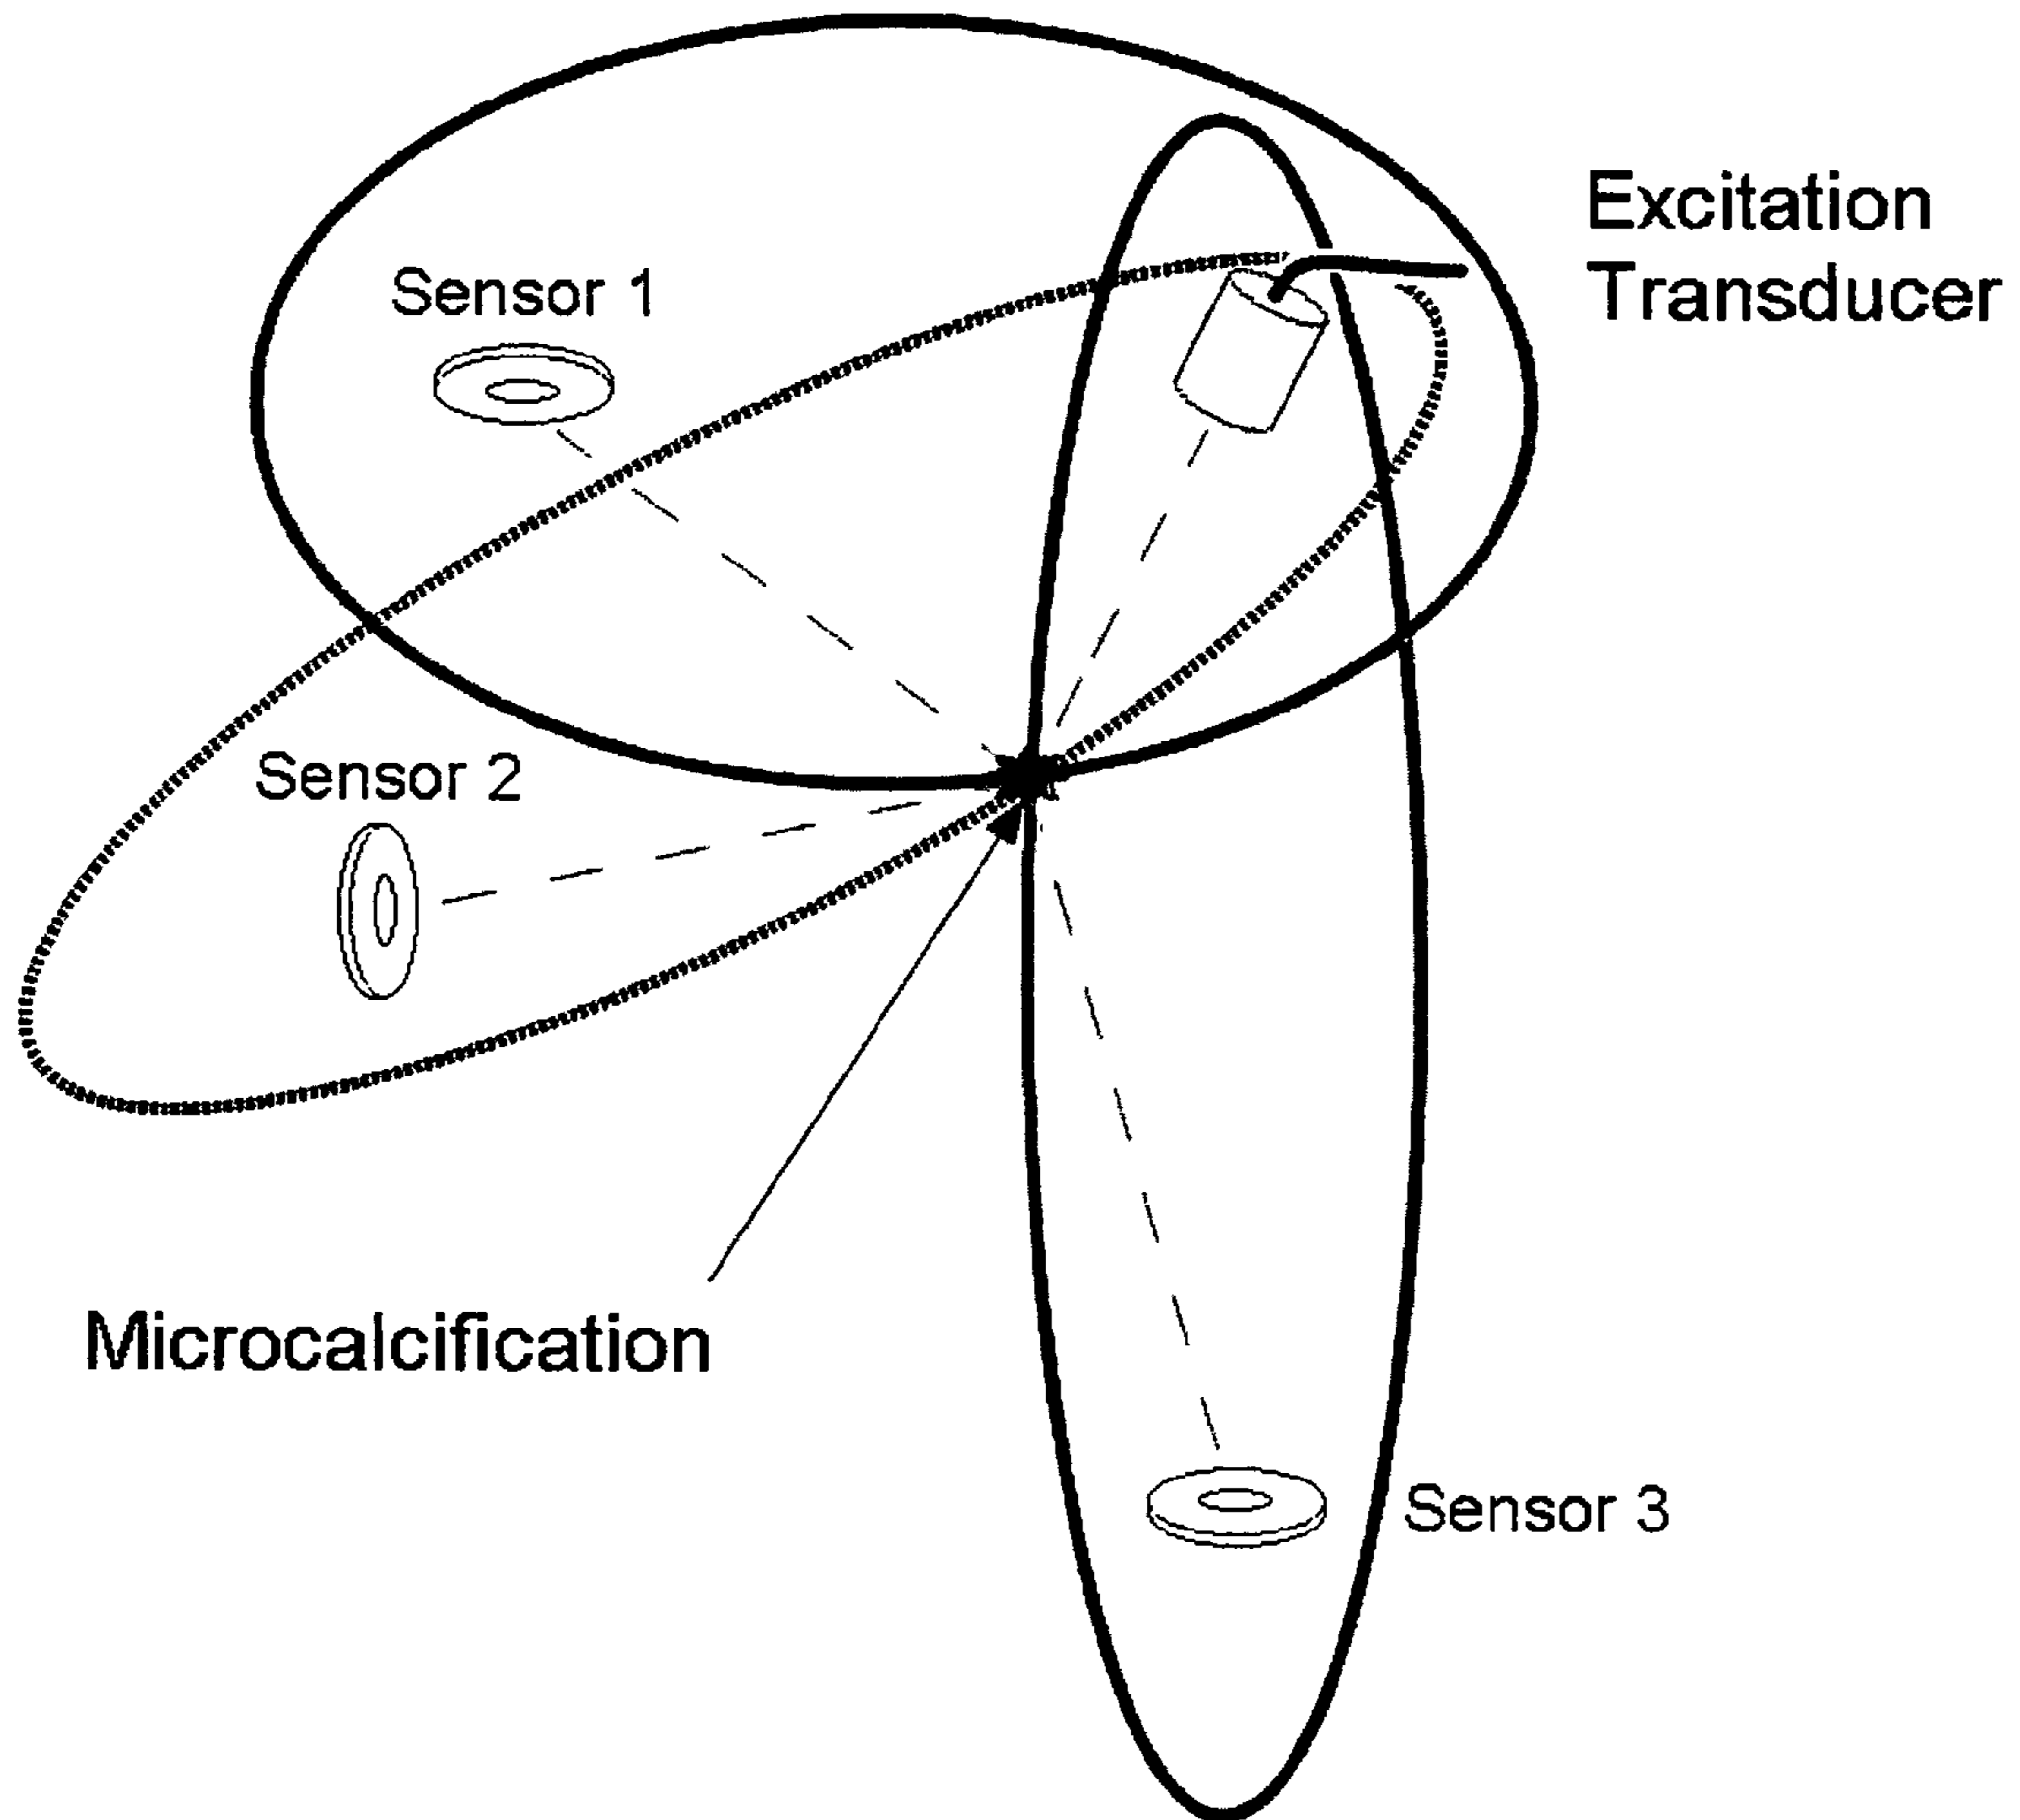 Excitation
Transducer
Sensor 1
Sensor 2
Microcalcification
Sensor 3